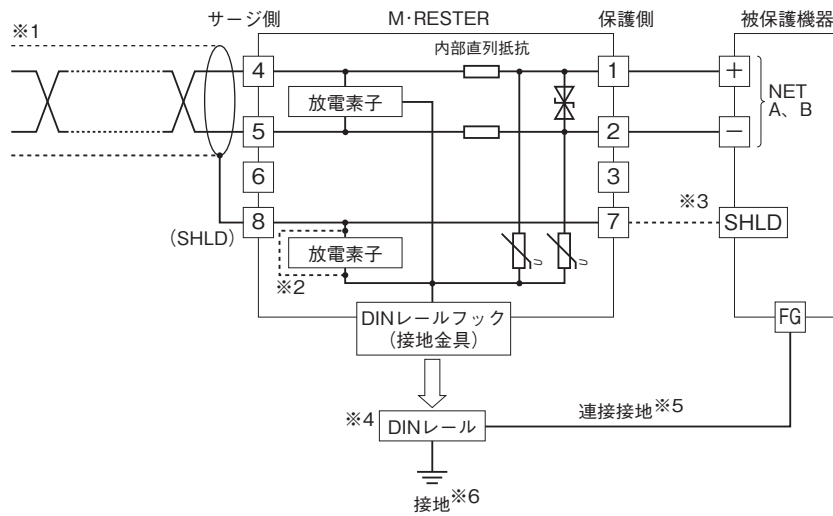 サージ側
M·RESTER
保護側
被保護機器
※1
内部直列抵抗
4
1
+
放電素子
NET
A、B
5
2
−
6
3
※3
(SHLD)
8
7
SHLD
放電素子
※2
DINレールフック
(接地金具)
FG
※4
DINレール
連接接地※5
接地※6